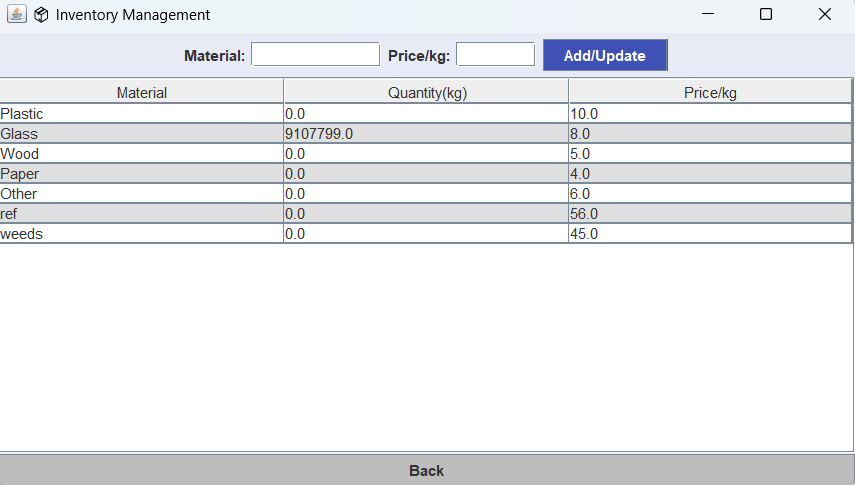 Inventory Management
Material: Price/kg: Add/Update
Material Quantity(kg) Price/kg
Plastic 0.0 10.0
Glass 9107799.0 8.0
Wood 0.0 5.0
Paper 0.0 4.0
Other 0.0 6.0
ref 0.0 56.0
weeds 0.0 45.0
Back